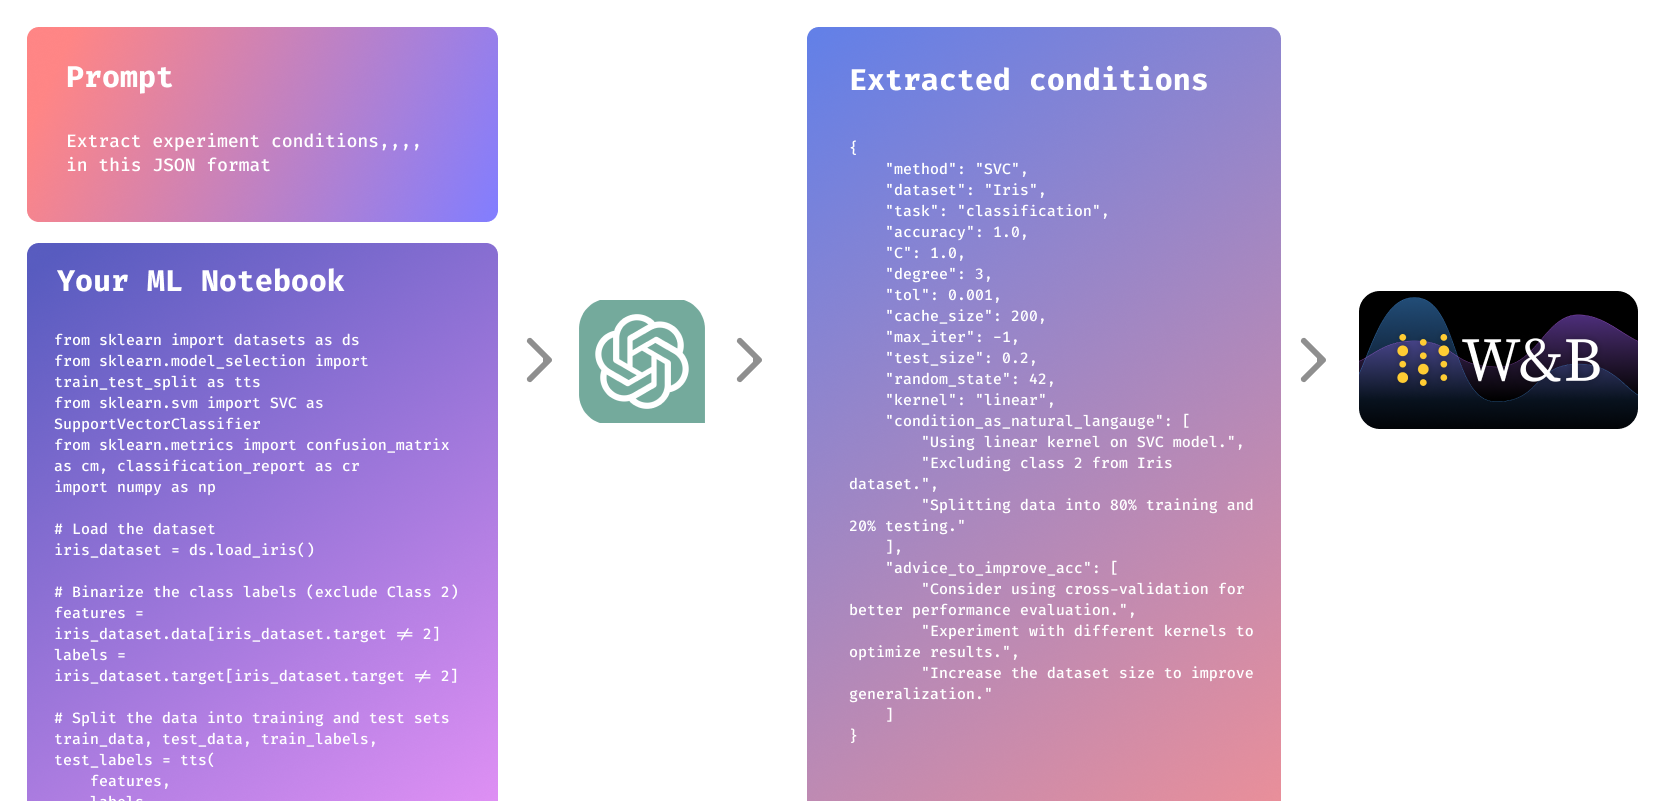 Prompt
Extract experiment conditions,,,,
in this JSON format
Your ML Notebook
from sklearn import datasets as ds
from sklearn.model_selection import
train_test_split as tts
from sklearn.svm import SVC as
SupportVectorClassifier
from sklearn.metrics import confusion_matrix
as cm, classification_report as cr
import numpy as np
# Load the dataset
iris_dataset = ds.load_iris()
# Binarize the class labels (exclude Class 2)
features =
iris_dataset.data[iris_dataset.target ≠ 2]
labels =
iris_dataset.target[iris_dataset.target ≠ 2]
# Split the data into training and test sets
train_data, test_data, train_labels,
test_labels = tts(
    features,
Extracted conditions
{
    "method": "SVC",
    "dataset": "Iris",
    "task": "classification",
    "accuracy": 1.0,
    "C": 1.0,
    "degree": 3,
    "tol": 0.001,
    "cache_size": 200,
    "max_iter": -1,
    "test_size": 0.2,
    "random_state": 42,
    "kernel": "linear",
    "condition_as_natural_langauge": [
        "Using linear kernel on SVC model.",
        "Excluding class 2 from Iris
dataset.",
        "Splitting data into 80% training and
20% testing."
    ],
    "advice_to_improve_acc": [
        "Consider using cross-validation for
better performance evaluation.",
        "Experiment with different kernels to
optimize results.",
        "Increase the dataset size to improve
generalization."
    ]
}
W&B